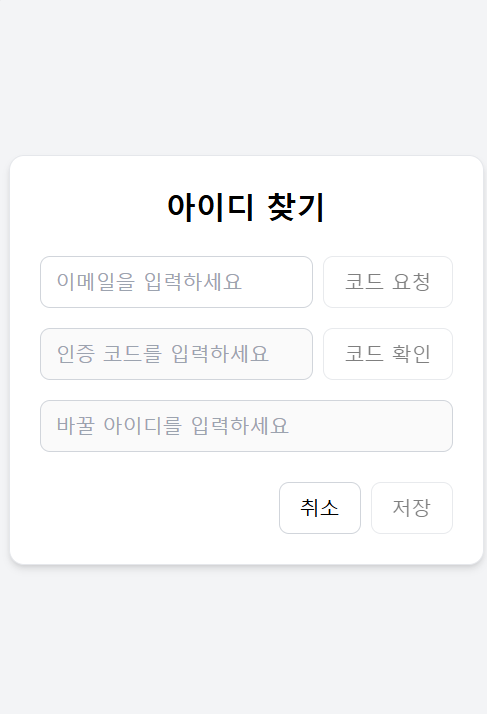 아이디 찾기
이메일을 입력하세요 코드 요청
인증 코드를 입력하세요 코드 확인
바꿀 아이디를 입력하세요
취소 저장